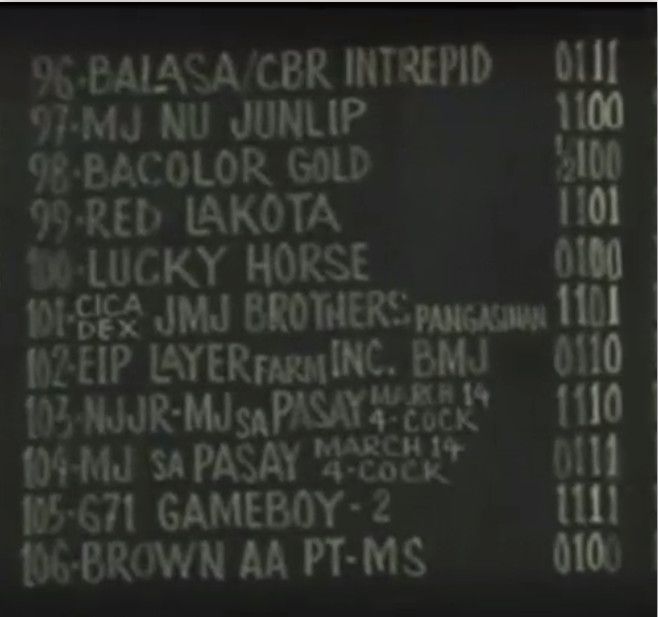 96·BALASA/CBR INTREPID 0111
97·MJ NU JUNLIP 1100
98·BACOLOR GOLD ½100
99·RED LAKOTA 1101
100·LUCKY HORSE 0100
101·CICA DEX JMJ BROTHERS PANGASINAN 1101
102·EIP LAYER FARM INC. BMJ 0110
103·NJJR-MJ SA PASAY MARCH 14 4-COCK 1110
104·MJ SA PASAY MARCH 14 4-COCK 0111
105·671 GAMEBOY-2 1111
106·BROWN AA PT-MS 0100